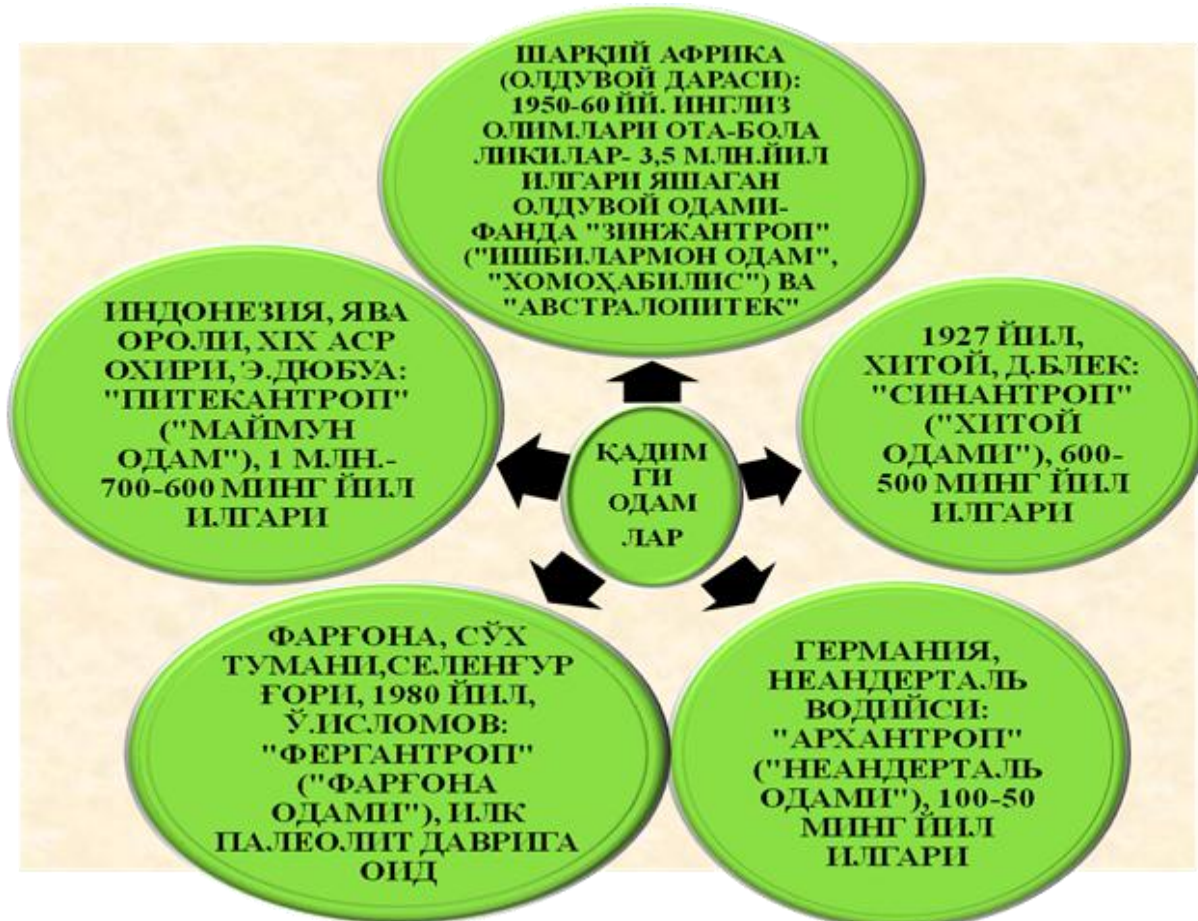 ШАРҚИЙ АФРИКА
(ОЛДУВОЙ ДАРАСИ):
1950-60 ЙЙ. ИНГЛИЗ
ОЛИМЛАРИ ОТА-БОЛА
ЛИКИЛАР- 3,5 МЛН.ЙИЛ
ИЛГАРИ ЯШАГАН
ОЛДУВОЙ ОДАМИ-
ФАНДА "ЗИНЖАНТРОП"
("ИШБИЛАРМОН ОДАМ",
"ХОМОҲАБИЛИС") ВА
"АВСТРАЛОПИТЕК"
ИНДОНЕЗИЯ, ЯВА
ОРОЛИ, XIX АСР
ОХИРИ, Э.ДЮБУА:
"ПИТЕКАНТРОП"
("МАЙМУН
ОДАМ"), 1 МЛН.-
700-600 МИНГ ЙИЛ
ИЛГАРИ
1927 ЙИЛ,
ХИТОЙ, Д.БЛЕК:
"СИНАНТРОП"
("ХИТОЙ
ОДАМИ"), 600-
500 МИНГ ЙИЛ
ИЛГАРИ
ҚАДИМ
ГИ
ОДАМ
ЛАР
ФАРҒОНА, СЎХ
ТУМАНИ,СЕЛЕНҒУР
ҒОРИ, 1980 ЙИЛ,
Ў.ИСЛОМОВ:
"ФЕРГАНТРОП"
("ФАРҒОНА
ОДАМИ"), ИЛК
ПАЛЕОЛИТ ДАВРИГА
ОИД
ГЕРМАНИЯ,
НЕАНДЕРТАЛЬ
ВОДИЙСИ:
"АРХАНТРОП"
("НЕАНДЕРТАЛЬ
ОДАМИ"), 100-50
МИНГ ЙИЛ
ИЛГАРИ